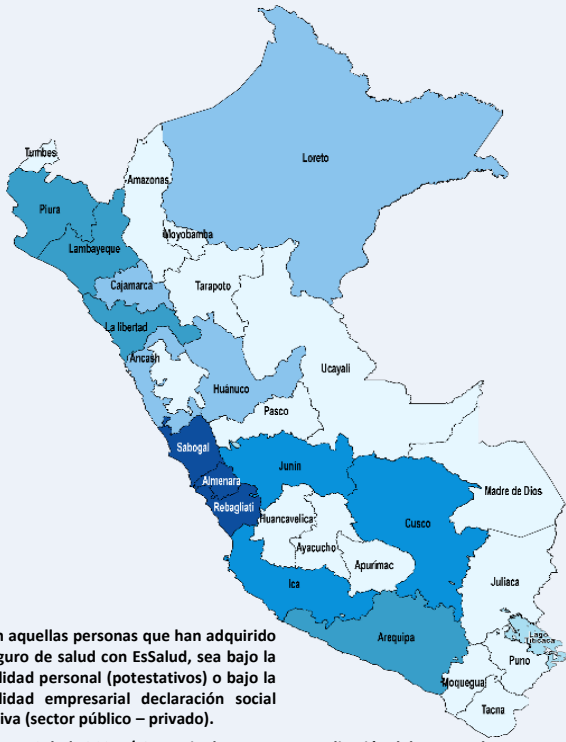 Loreto
Tumbes
Amazonas
Piura
Moyobamba
Lambayeque
Cajamarca
Tarapoto
La libertad
Ancash
Ucayali
Huánuco
Pasco
Sabogal
Junín
Almenara
Madre de Dios
Rebagliati
Huancavelica
Cusco
Ayacucho
Apurimac
Ica
Juliaca
Arequipa
Lago
Titicaca
Puno
Moquegua
Tacna
n aquellas personas que han adquirido
guro de salud con EsSalud, sea bajo la
lidad personal (potestativos) o bajo la
lidad empresarial declaración social
iva (sector público – privado).